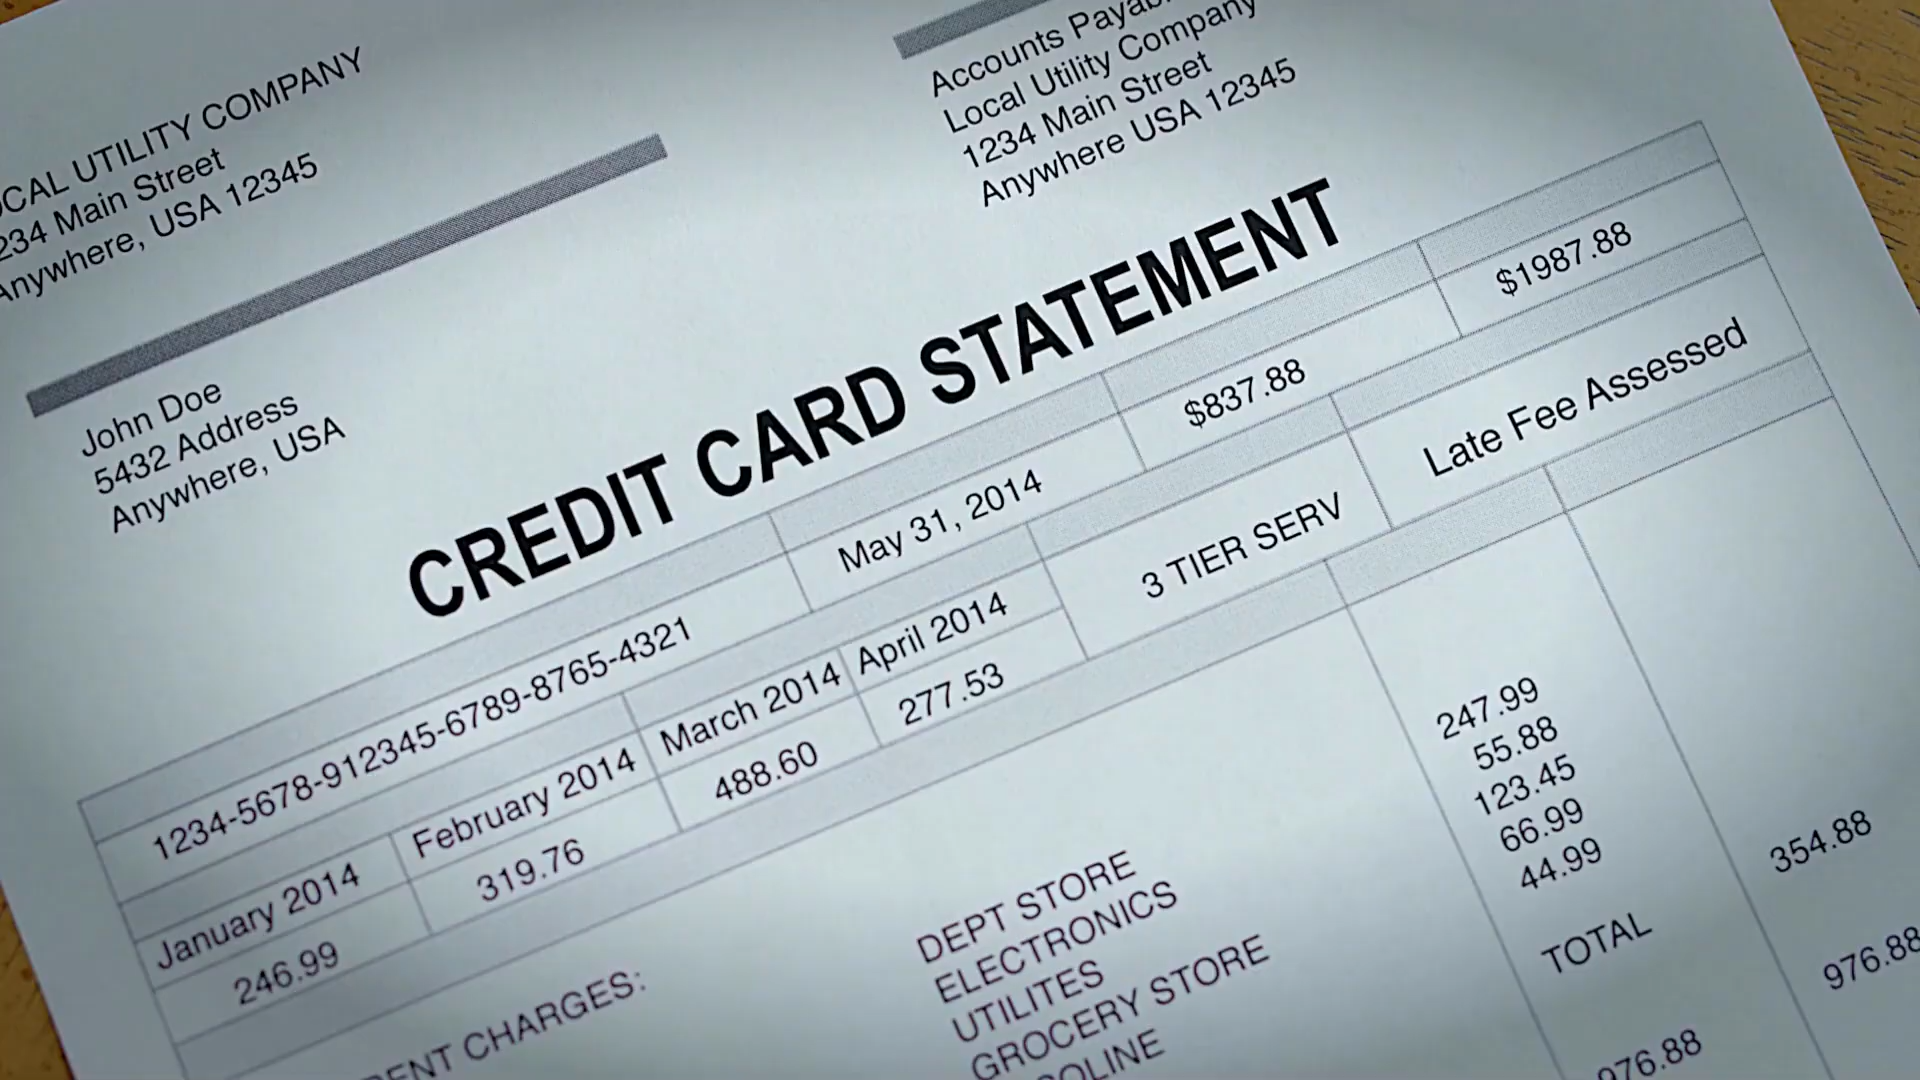 LOCAL UTILITY COMPANY
1234 Main Street
Anywhere, USA 12345
Accounts Payable
Local Utility Company
1234 Main Street
Anywhere USA 12345
John Doe
5432 Address
Anywhere, USA
CREDIT CARD STATEMENT
1234-5678-912345-6789-8765-4321 May 31, 2014 $837.88 $1987.88
January 2014 February 2014 March 2014 April 2014 3 TIER SERV Late Fee Assessed
246.99 319.76 488.60 277.53
CHARGES:
DEPT STORE 247.99
ELECTRONICS 55.88
UTILITES 123.45
GROCERY STORE 66.99
44.99
354.88
TOTAL 976.88
976.88